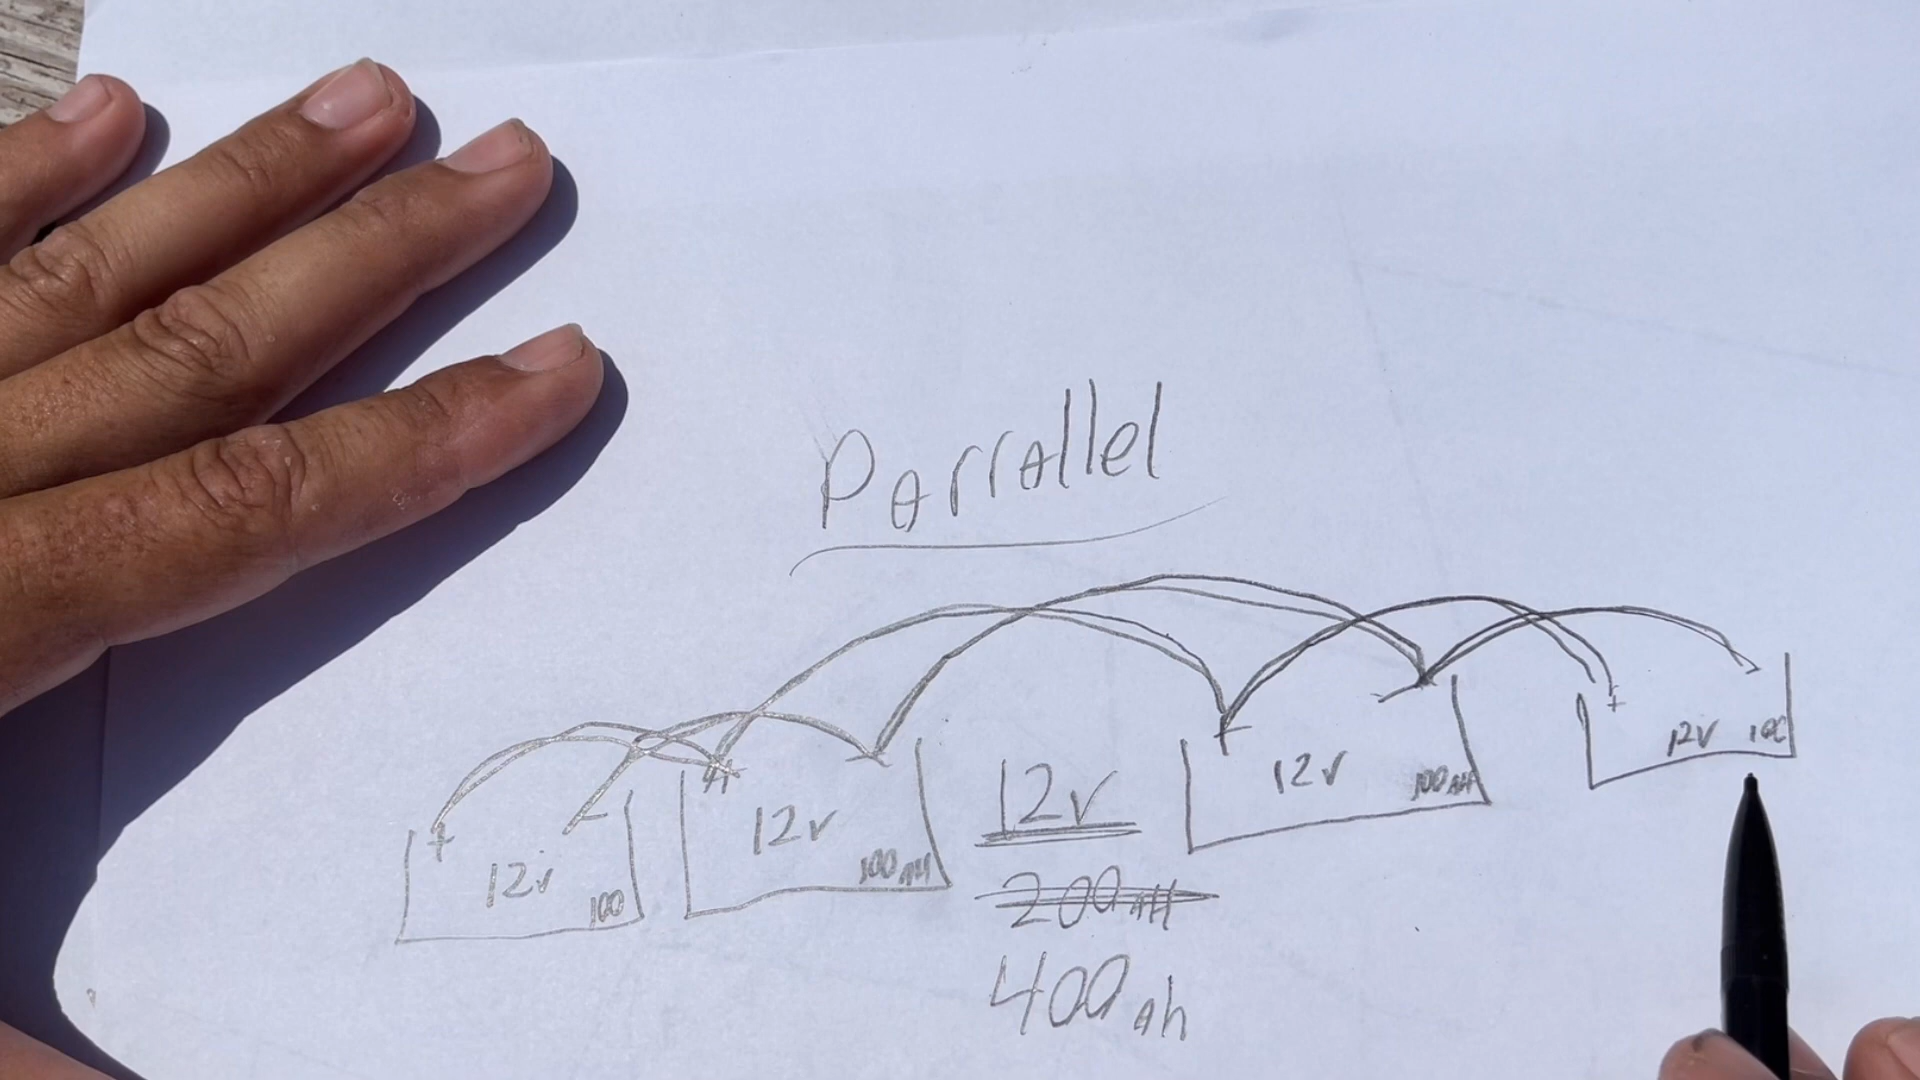 Parrallel
+ + + +
12v 100
12v 100AH
12v
200AH
400ah
12v 100AH
12v 100